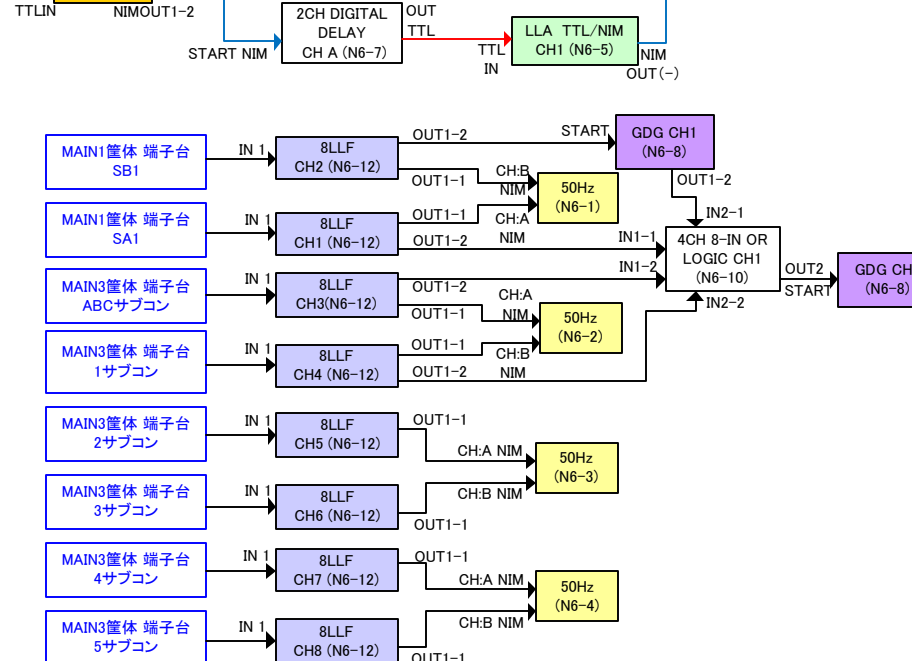 TTLIN
NIMOUT1-2
START NIM
2CH DIGITAL
DELAY
CH A (N6-7)
OUT
TTL
TTL
IN
LLA TTL/NIM
CH1 (N6-5)
NIM
OUT(-)
MAIN1筐体 端子台
SB1
IN 1
8LLF
CH2 (N6-12)
OUT1-2
OUT1-1
START
GDG CH1
(N6-8)
OUT1-2
IN2-1
CH:B
NIM
50Hz
(N6-1)
MAIN1筐体 端子台
SA1
IN 1
8LLF
CH1 (N6-12)
OUT1-1
OUT1-2
CH:A
NIM
IN1-1
4CH 8-IN OR
LOGIC CH1
(N6-10)
OUT2
START
GDG CH
(N6-8)
MAIN3筐体 端子台
ABCサブコン
IN 1
8LLF
CH3(N6-12)
OUT1-2
OUT1-1
IN1-2
IN2-2
CH:A
NIM
50Hz
(N6-2)
MAIN3筐体 端子台
1サブコン
IN 1
8LLF
CH4 (N6-12)
OUT1-1
OUT1-2
CH:B
NIM
MAIN3筐体 端子台
2サブコン
IN 1
8LLF
CH5 (N6-12)
OUT1-1
CH:A NIM
50Hz
(N6-3)
MAIN3筐体 端子台
3サブコン
IN 1
8LLF
CH6 (N6-12)
OUT1-1
CH:B NIM
MAIN3筐体 端子台
4サブコン
IN 1
8LLF
CH7 (N6-12)
OUT1-1
CH:A NIM
50Hz
(N6-4)
MAIN3筐体 端子台
5サブコン
IN 1
8LLF
CH8 (N6-12)
CH:B NIM
OUT1-1